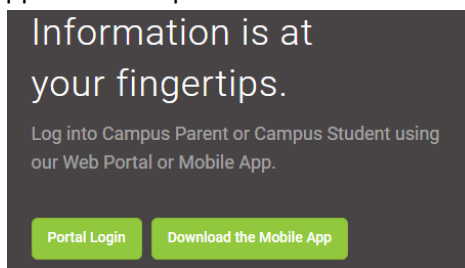 Information is at
your fingertips.
Log into Campus Parent or Campus Student using
our Web Portal or Mobile App.
Portal Login Download the Mobile App